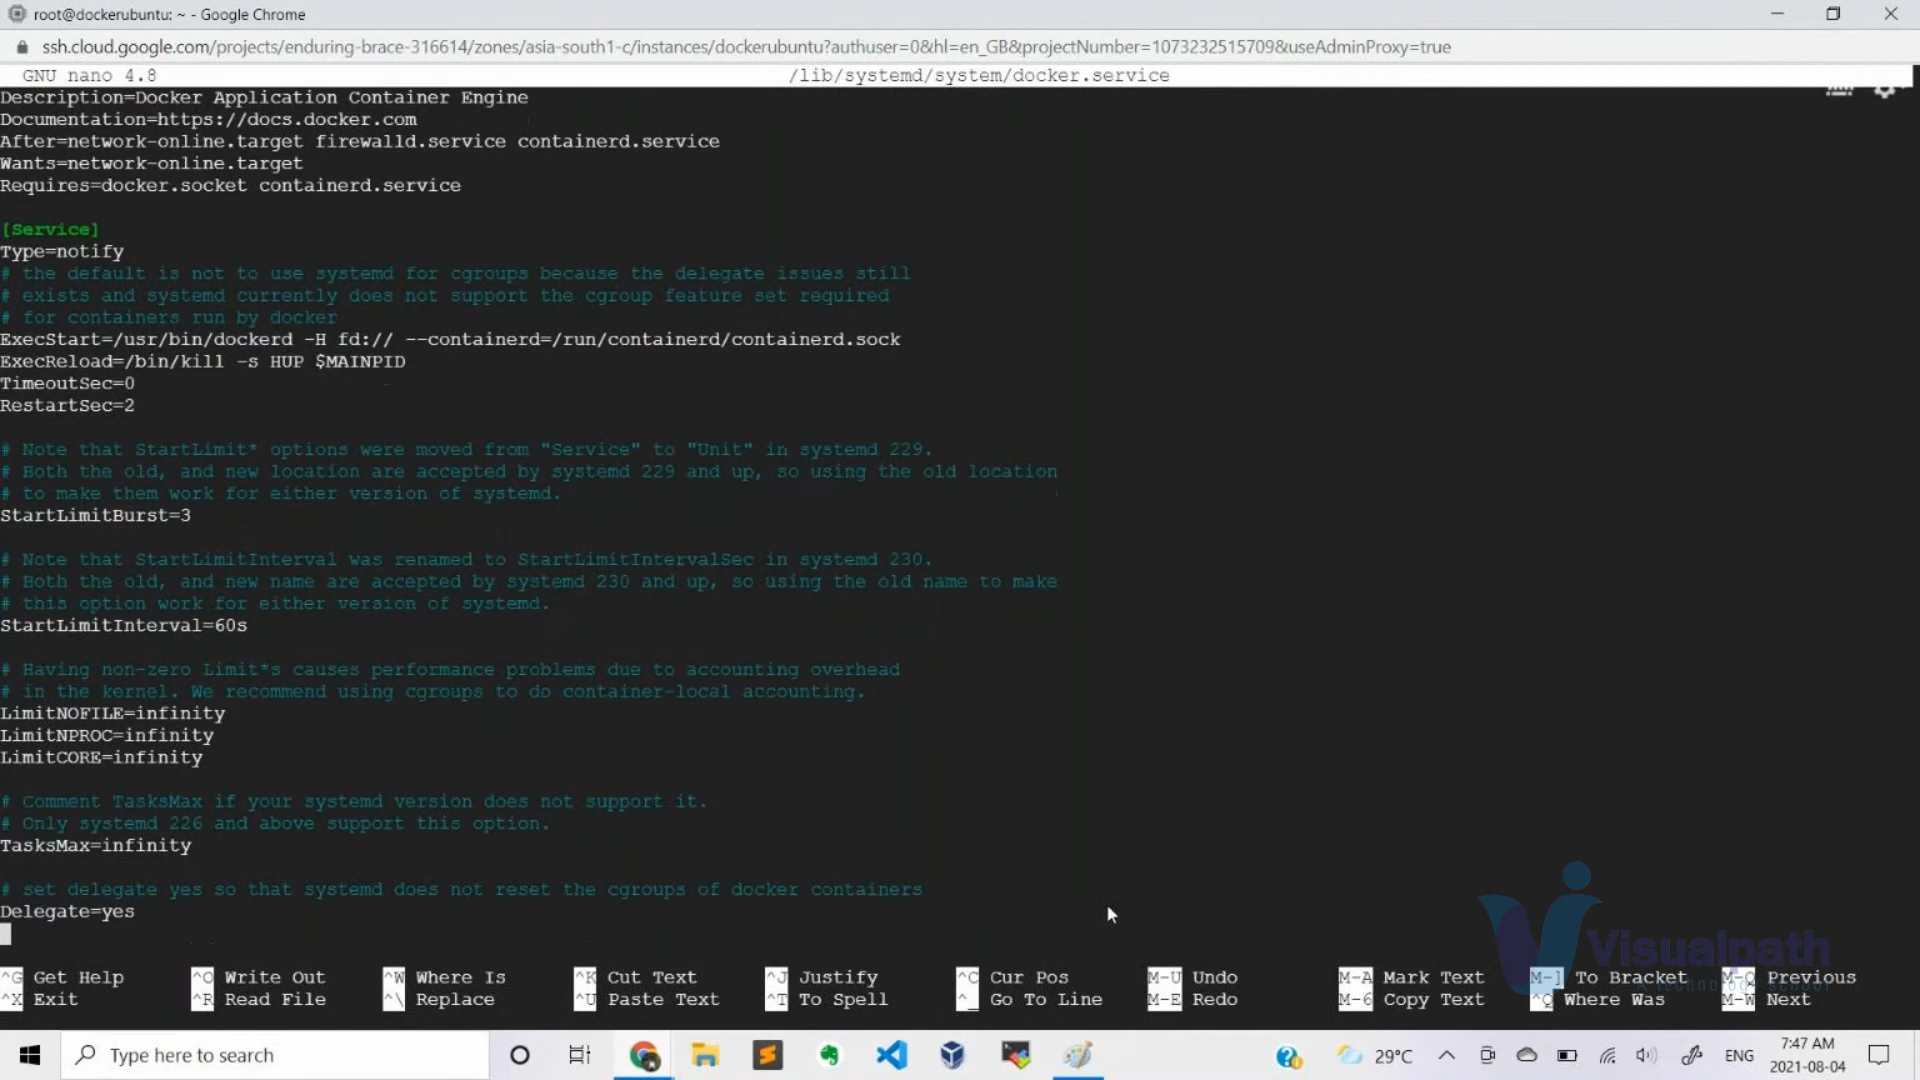 root@dockerubuntu: ~ - Google Chrome
ssh.cloud.google.com/projects/enduring-brace-316614/zones/asia-south1-c/instances/dockerubuntu?authuser=0&hl=en_GB&projectNumber=1073232515709&useAdminProxy=true
GNU nano 4.8 /lib/systemd/system/docker.service
Description=Docker Application Container Engine
Documentation=https://docs.docker.com
After=network-online.target firewalld.service containerd.service
Wants=network-online.target
Requires=docker.socket containerd.service
[Service]
Type=notify
# the default is not to use systemd for cgroups because the delegate issues still
# exists and systemd currently does not support the cgroup feature set required
# for containers run by docker
ExecStart=/usr/bin/dockerd -H fd:// --containerd=/run/containerd/containerd.sock
ExecReload=/bin/kill -s HUP $MAINPID
TimeoutSec=0
RestartSec=2
# Note that StartLimit* options were moved from "Service" to "Unit" in systemd 229.
# Both the old, and new location are accepted by systemd 229 and up, so using the old location
# to make them work for either version of systemd.
StartLimitBurst=3
# Note that StartLimitInterval was renamed to StartLimitIntervalSec in systemd 230.
# Both the old, and new name are accepted by systemd 230 and up, so using the old name to make
# this option work for either version of systemd.
StartLimitInterval=60s
# Having non-zero Limit*s causes performance problems due to accounting overhead
# in the kernel. We recommend using cgroups to do container-local accounting.
LimitNOFILE=infinity
LimitNPROC=infinity
LimitCORE=infinity
# Comment TasksMax if your systemd version does not support it.
# Only systemd 226 and above support this option.
TasksMax=infinity
# set delegate yes so that systemd does not reset the cgroups of docker containers
Delegate=yes
Visualpath
^G Get Help ^O Write Out ^W Where Is ^K Cut Text ^J Justify ^C Cur Pos M-U Undo M-A Mark Text M-] To Bracket M-Q Previous
^X Exit ^R Read File ^\ Replace ^U Paste Text ^T To Spell ^_ Go To Line M-E Redo M-6 Copy Text ^Q Where Was M-W Next
Type here to search 29°C ENG 7:47 AM
2021-08-04